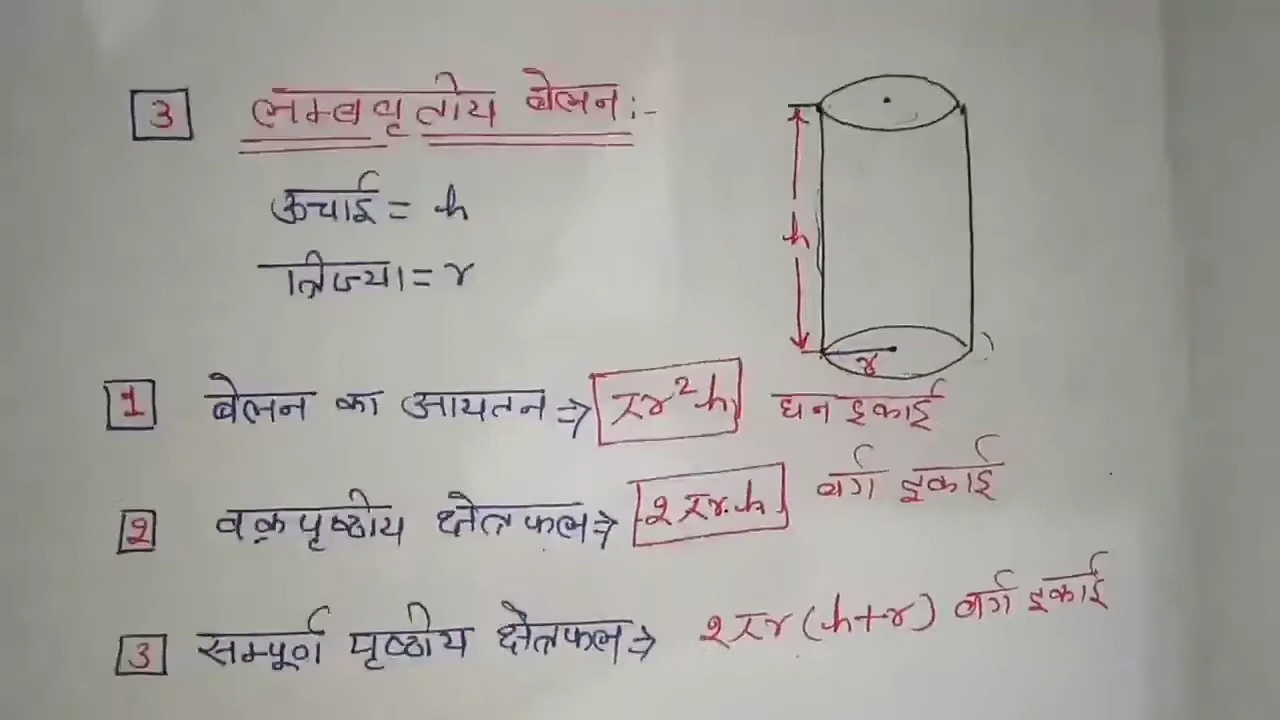 3 लम्बवृतीय बेलन :-
ऊचाई = h
त्रिज्या = r
h
r
1 बेलन का आयतन ⇒ πr²h घन इकाई
2 वक्रपृष्ठीय क्षेत्रफल ⇒ 2πr.h वर्ग इकाई
3 सम्पूर्ण पृष्ठीय क्षेत्रफल ⇒ 2πr(h+r) वर्ग इकाई